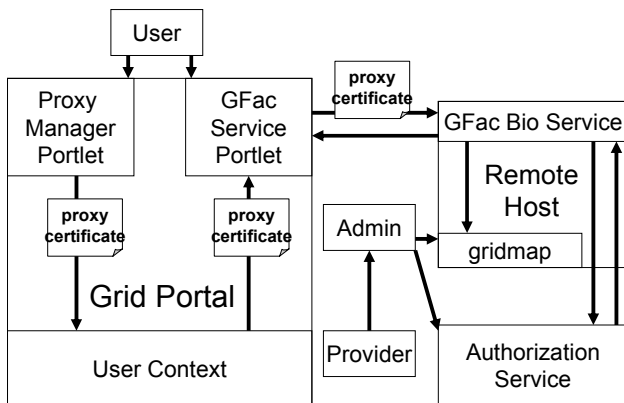 User
Proxy
Manager
Portlet
GFac
Service
Portlet
proxy
certificate
GFac Bio Service
Remote
Host
proxy
certificate
proxy
certificate
Admin
gridmap
Grid Portal
User Context
Provider
Authorization
Service